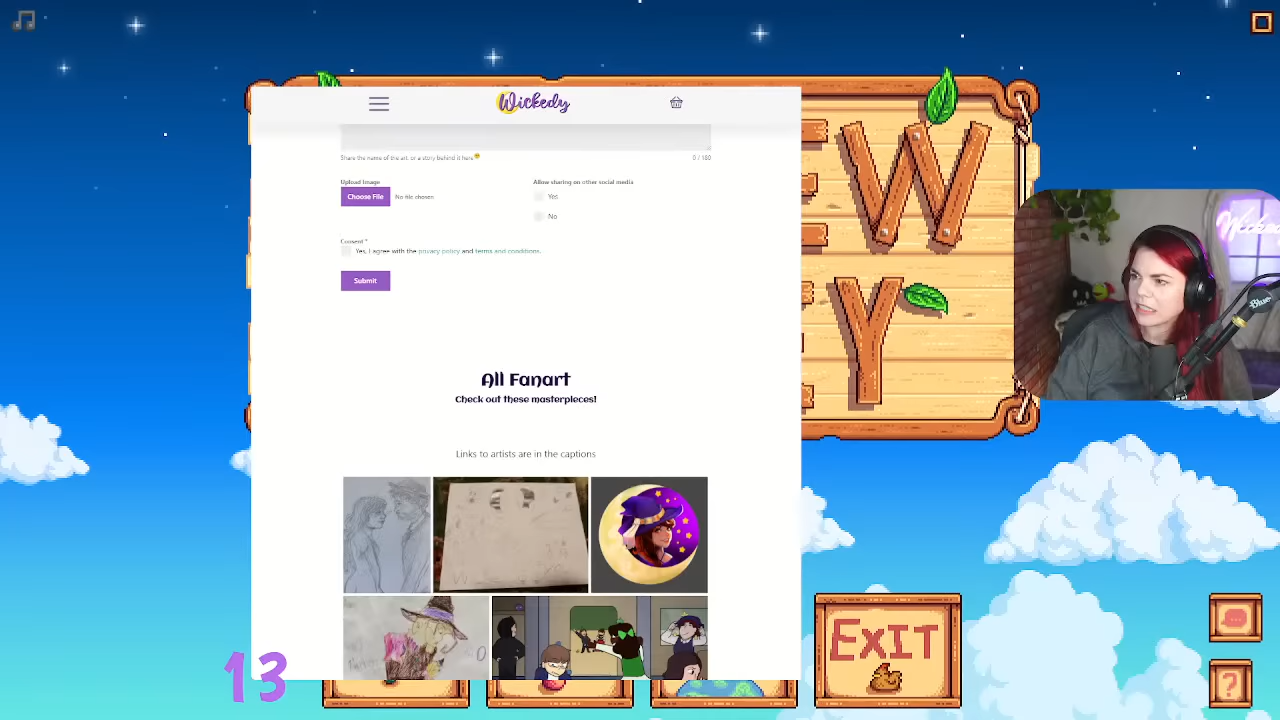 Wickedy
Share the name of the art, or a story behind it here
0 / 180
Upload Image
Allow sharing on other social media
Choose File
No file chosen
Yes
No
Consent *
Yes, I agree with the privacy policy and terms and conditions.
Submit
All Fanart
Check out these masterpieces!
Links to artists are in the captions
EW
EY
EXIT
?
13